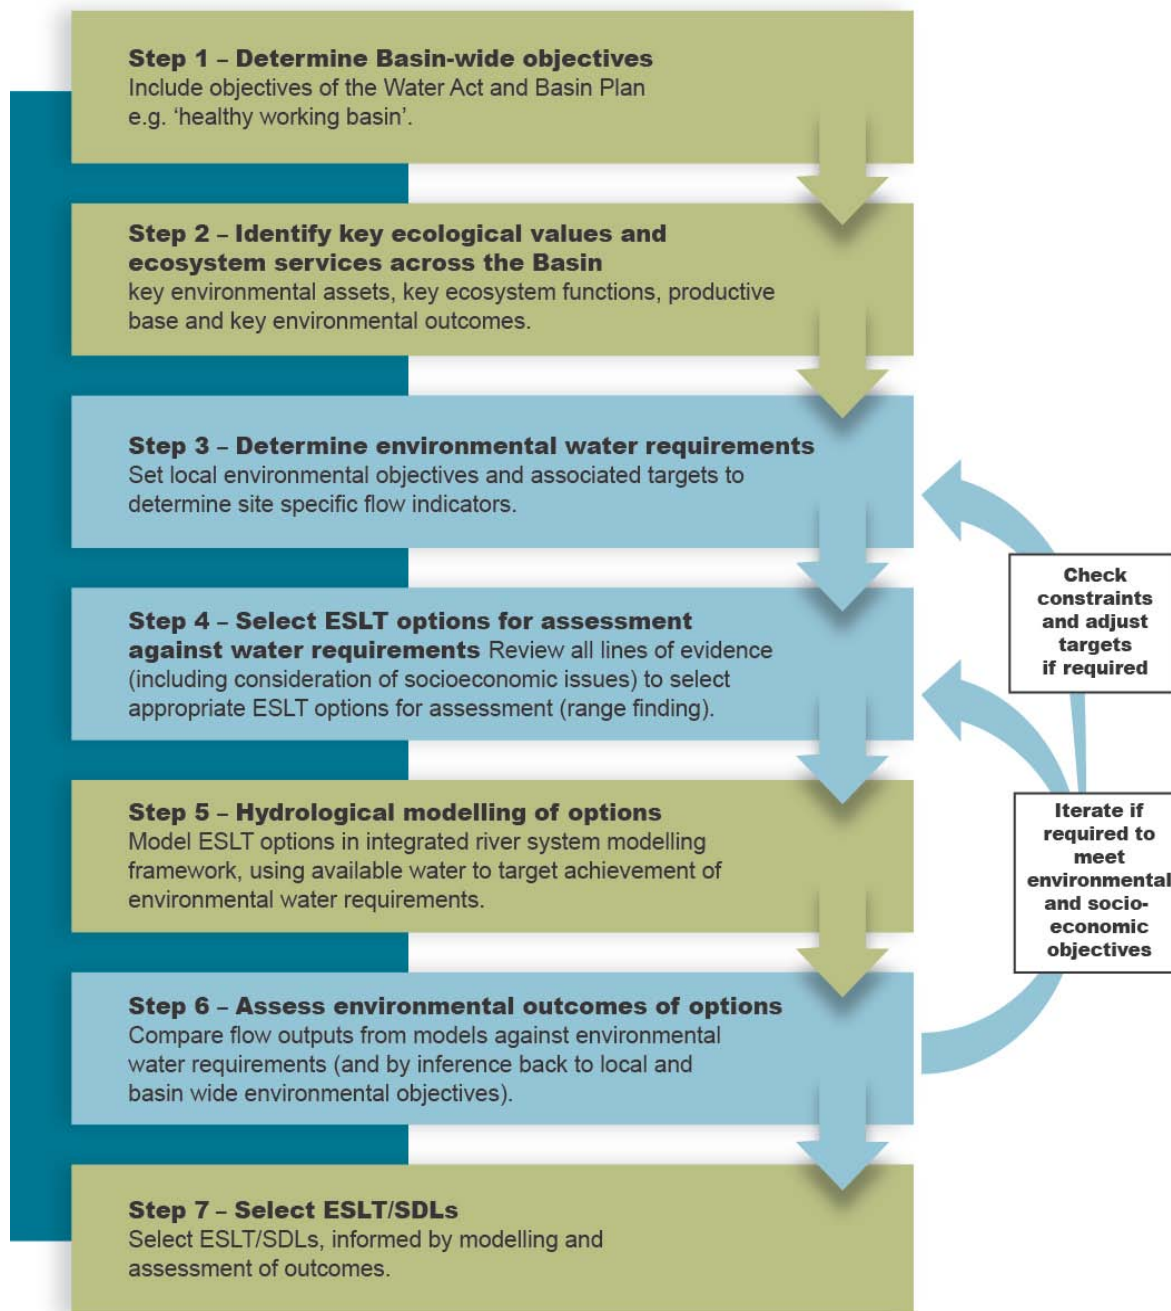 Step 1 – Determine Basin-wide objectives
Include objectives of the Water Act and Basin Plan
e.g. ‘healthy working basin’.
Step 2 – Identify key ecological values and
ecosystem services across the Basin
key environmental assets, key ecosystem functions, productive
base and key environmental outcomes.
Step 3 – Determine environmental water requirements
Set local environmental objectives and associated targets to
determine site specific flow indicators.
Step 4 – Select ESLT options for assessment
against water requirements Review all lines of evidence
(including consideration of socioeconomic issues) to select
appropriate ESLT options for assessment (range finding).
Step 5 – Hydrological modelling of options
Model ESLT options in integrated river system modelling
framework, using available water to target achievement of
environmental water requirements.
Step 6 – Assess environmental outcomes of options
Compare flow outputs from models against environmental
water requirements (and by inference back to local and
basin wide environmental objectives).
Step 7 – Select ESLT/SDLs
Select ESLT/SDLs, informed by modelling and
assessment of outcomes.
Check
constraints
and adjust
targets
if required
Iterate if
required to
meet
environmental
and socio-
economic
objectives